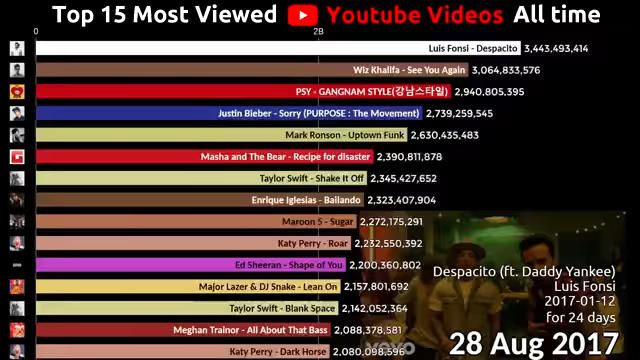 Top 15 Most Viewed Youtube Videos All time
0 2B
Luis Fonsi - Despacito 3,443,493,414
Wiz Khalifa - See You Again 3,064,833,576
PSY - GANGNAM STYLE(강남스타일) 2,940,805,395
Justin Bieber - Sorry (PURPOSE : The Movement) 2,739,259,545
Mark Ronson - Uptown Funk 2,630,435,483
Masha and The Bear - Recipe for disaster 2,390,811,878
Taylor Swift - Shake It Off 2,345,427,652
Enrique Iglesias - Bailando 2,323,407,904
Maroon 5 - Sugar 2,272,175,291
Katy Perry - Roar 2,232,550,392
Ed Sheeran - Shape of You 2,200,360,802
Major Lazer & DJ Snake - Lean On 2,157,801,692
Taylor Swift - Blank Space 2,142,052,364
Meghan Trainor - All About That Bass 2,088,378,581
Katy Perry - Dark Horse 2,080,098,596
Despacito (ft. Daddy Yankee)
Luis Fonsi
2017-01-12
for 24 days
vevo
28 Aug 2017